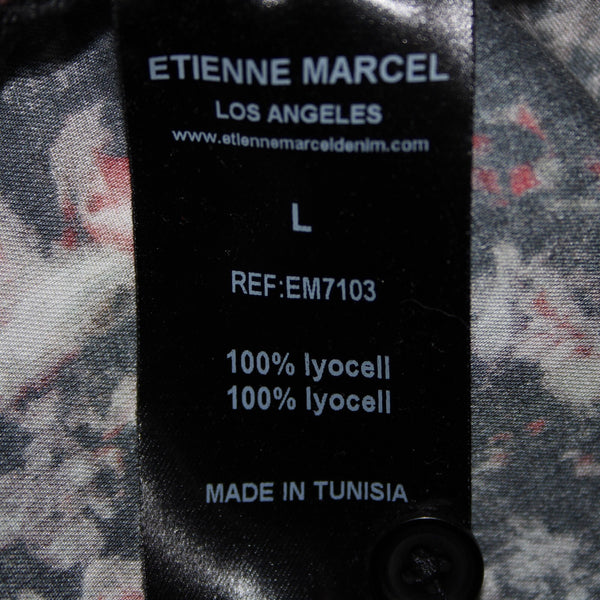 ETIENNE MARCEL
LOS ANGELES
www.etiennemarceldenim.com
L
REF:EM7103
100% lyocell
100% lyocell
MADE IN TUNISIA